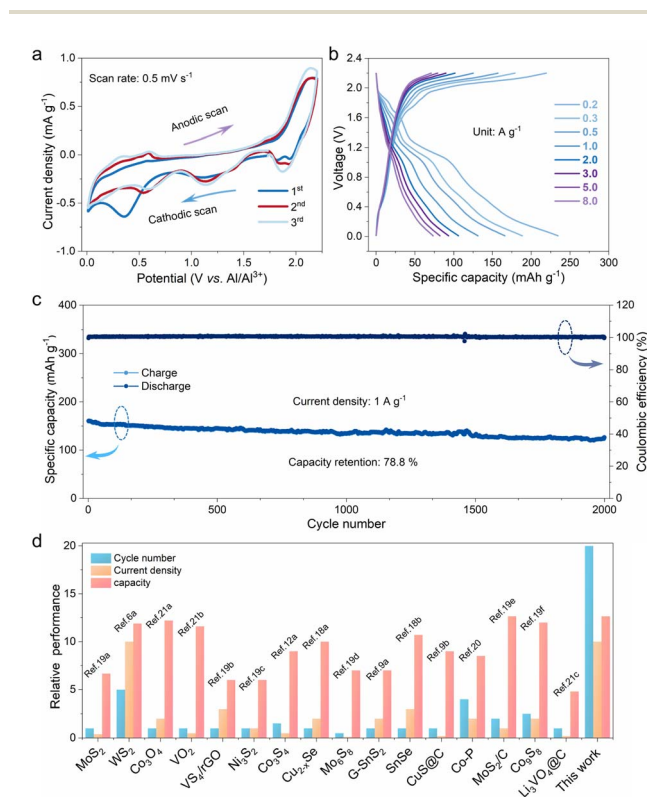 a
Current density (mA g⁻¹)
1.0
0.5
0.0
-0.5
-1.0
Scan rate: 0.5 mV s⁻¹
Anodic scan
Cathodic scan
1st
2nd
3rd
0.0 0.5 1.0 1.5 2.0
Potential (V vs. Al/Al³⁺)
b
Voltage (V)
2.4
2.0
1.6
1.2
0.8
0.4
0.0
Unit: A g⁻¹
0.2
0.3
0.5
1.0
2.0
3.0
5.0
8.0
0 50 100 150 200 250 300
Specific capacity (mAh g⁻¹)
c
Specific capacity (mAh g⁻¹)
400
300
200
100
0
Charge
Discharge
Current density: 1 A g⁻¹
Capacity retention: 78.8 %
120
100
80
60
40
20
0
Coulombic efficiency (%)
0 500 1000 1500 2000
Cycle number
d
Relative performance
20
15
10
5
0
Cycle number
Current density
capacity
Ref.19a
Ref.6a
Ref.21a
Ref.21b
Ref.19b
Ref.19c
Ref.12a
Ref.18a
Ref.19d
Ref.9a
Ref.18b
Ref.9b
Ref.20
Ref.19e
Ref.19f
Ref.21c
MoS₂
WS₂
Co₃O₄
VO₂
VS₄/rGO
Ni₃S₂
Co₃S₄
Cu₂₋ₓSe
Mo₆S₈
G-SnS₂
SnSe
CuS@C
Co-P
MoS₂/C
Co₉S₈
Li₃VO₄@C
This work